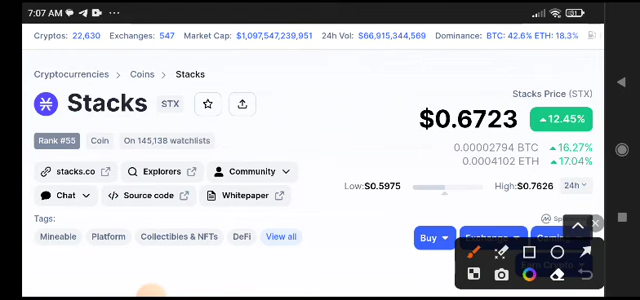 7:07 AM
Cryptos: 22,630 Exchanges: 547 Market Cap: $1,097,547,239,951 24h Vol: $66,915,344,569 Dominance: BTC: 42.6% ETH: 18.3%
Cryptocurrencies > Coins > Stacks
Stacks STX
Stacks Price (STX)
$0.6723 12.45%
0.00002794 BTC 16.27%
0.0004102 ETH 17.04%
Rank #55 Coin On 145,138 watchlists
stacks.co Explorers Community
Low:$0.5975 High:$0.7626 24h
Chat Source code Whitepaper
Tags:
Mineable Platform Collectibles & NFTs DeFi View all
Buy Exchange
Earn Crypto